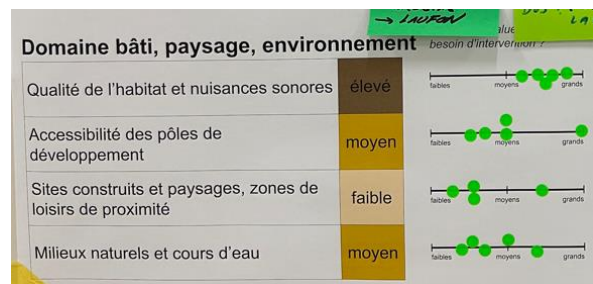 → LAUFON
LA
Domaine bâti, paysage, environnement
besoin d'intervention ?
Qualité de l'habitat et nuisances sonores
élevé
faibles moyens grands
Accessibilité des pôles de
développement
moyen
faibles moyens grands
Sites construits et paysages, zones de
loisirs de proximité
faible
faibles moyens grands
Milieux naturels et cours d'eau
moyen
faibles moyens grands